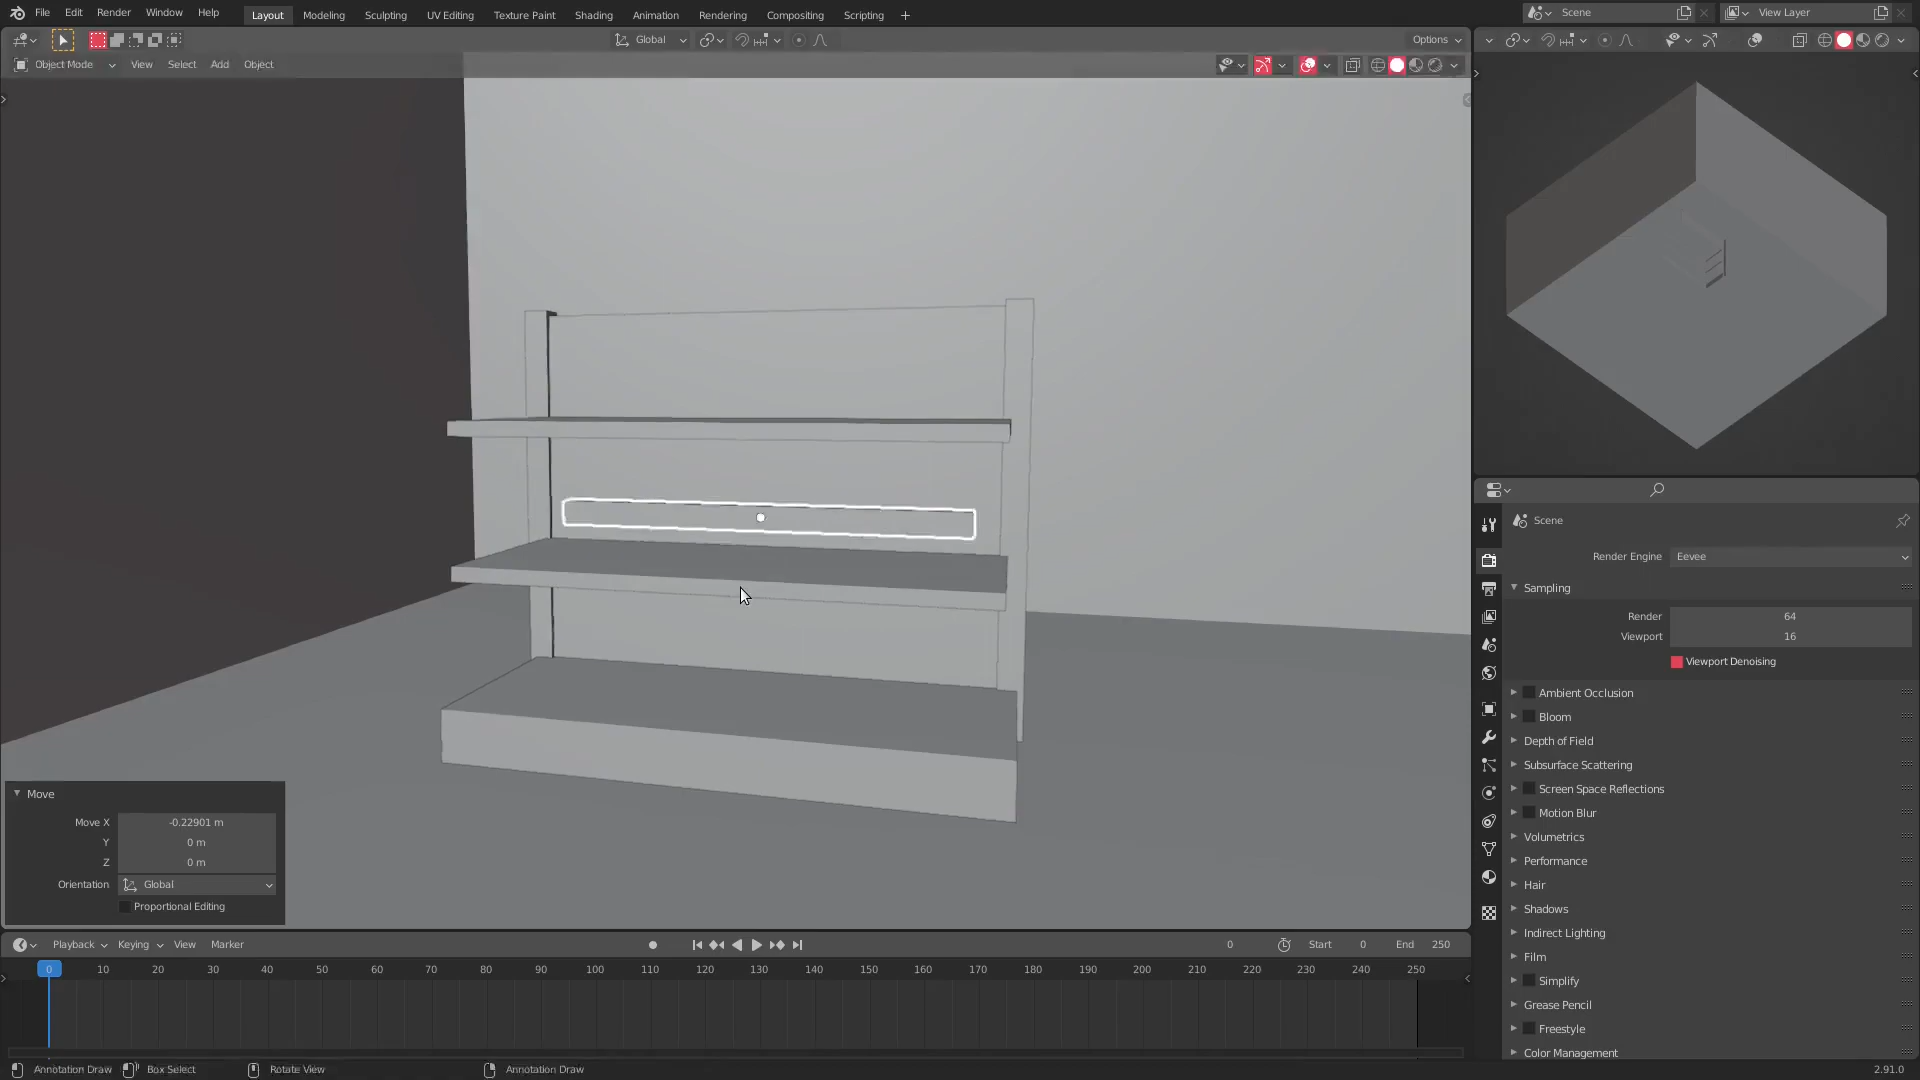 File Edit Render Window Help Layout Modeling Sculpting UV Editing Texture Paint Shading Animation Rendering Compositing Scripting + Scene View Layer
Global Options
Object Mode View Select Add Object
Scene
Render Engine Eevee
Sampling
Render 64
Viewport 16
Viewport Denoising
Ambient Occlusion
Bloom
Depth of Field
Subsurface Scattering
Screen Space Reflections
Motion Blur
Volumetrics
Performance
Hair
Shadows
Indirect Lighting
Film
Simplify
Grease Pencil
Freestyle
Color Management
Move
Move X -0.22901 m
Y 0 m
Z 0 m
Orientation Global
Proportional Editing
Playback Keying View Marker 0 Start 0 End 250
0 10 20 30 40 50 60 70 80 90 100 110 120 130 140 150 160 170 180 190 200 210 220 230 240 250
Annotation Draw Box Select Rotate View Annotation Draw 2.91.0